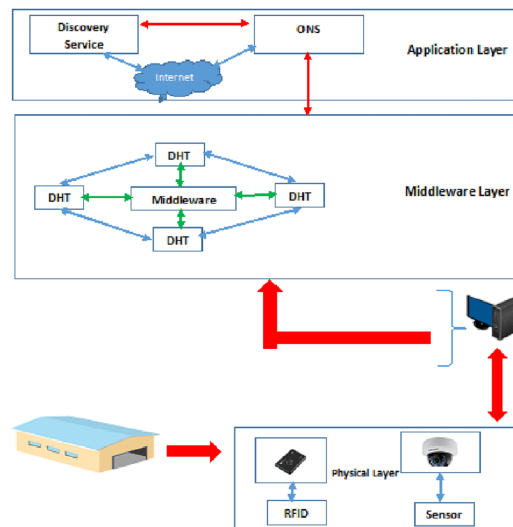 Discovery
Service
ONS
Application Layer
Internet
DHT
DHT
Middleware
DHT
Middleware Layer
DHT
Physical Layer
RFID
Sensor